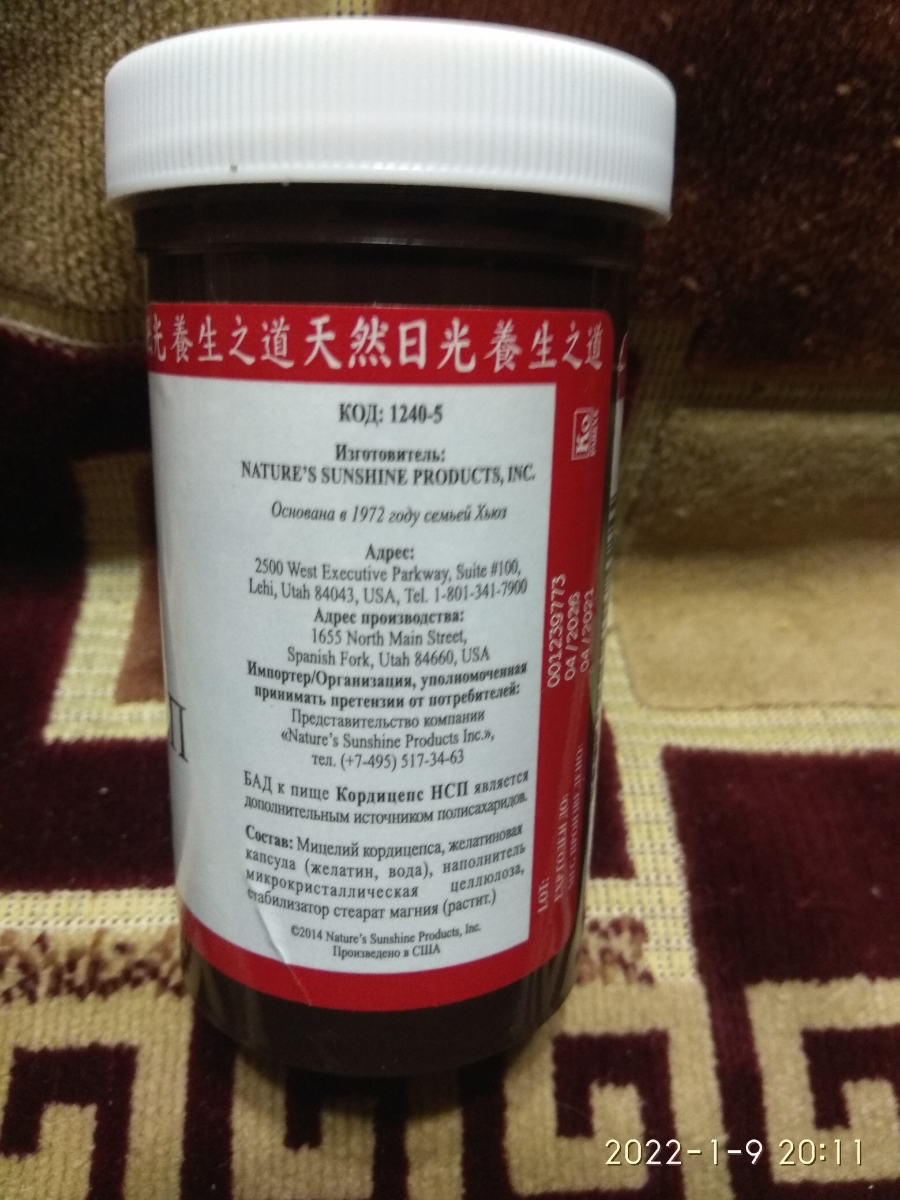 光養生之道天然日光養生之道
КОД: 1240-5
Изготовитель:
NATURE'S SUNSHINE PRODUCTS, INC.
Основана в 1972 году семьей Хьюз
Адрес:
2500 West Executive Parkway, Suite #100,
Lehi, Utah 84043, USA, Tel. 1-801-341-7900
Адрес производства:
1655 North Main Street,
Spanish Fork, Utah 84660, USA
Импортер/Организация, уполномоченная
принимать претензии от потребителей:
Представительство компании
«Nature's Sunshine Products Inc.»,
тел. (+7-495) 517-34-63
БАД к пище Кордицепс НСП является
дополнительным источником полисахаридов.
Состав: Мицелий кордицепса, желатиновая
капсула (желатин, вода), наполнитель
микрокристаллическая целлюлоза,
стабилизатор стеарат магния (растит.)
©2014 Nature's Sunshine Products, Inc.
Произведено в США
П
Ko
LOT: 001239773
04/2026
04/2021
2022-1-9 20:11